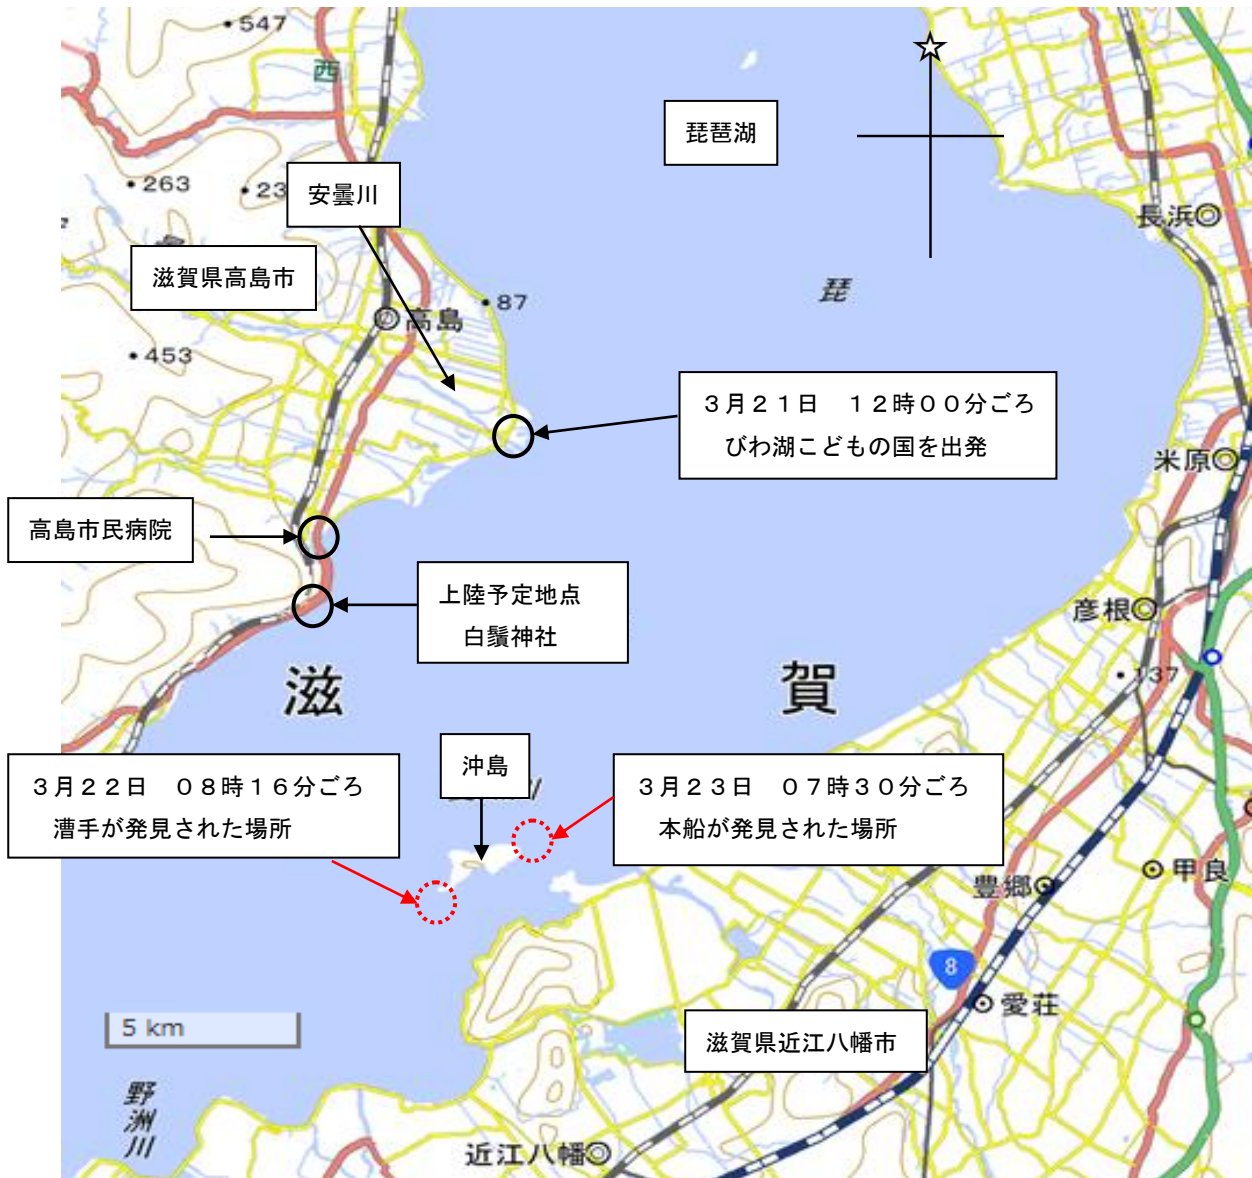 547
西
琵琶湖
263
23
安曇川
長浜
滋賀県高島市
琵
87
高島
453
3月21日 12時00分ごろ
びわ湖こどもの国を出発
米原
高島市民病院
上陸予定地点
白鬚神社
彦根
滋
賀
137
沖島
3月22日 08時16分ごろ
漕手が発見された場所
3月23日 07時30分ごろ
本船が発見された場所
甲良
豊郷
8
愛荘
5 km
滋賀県近江八幡市
野洲川
近江八幡